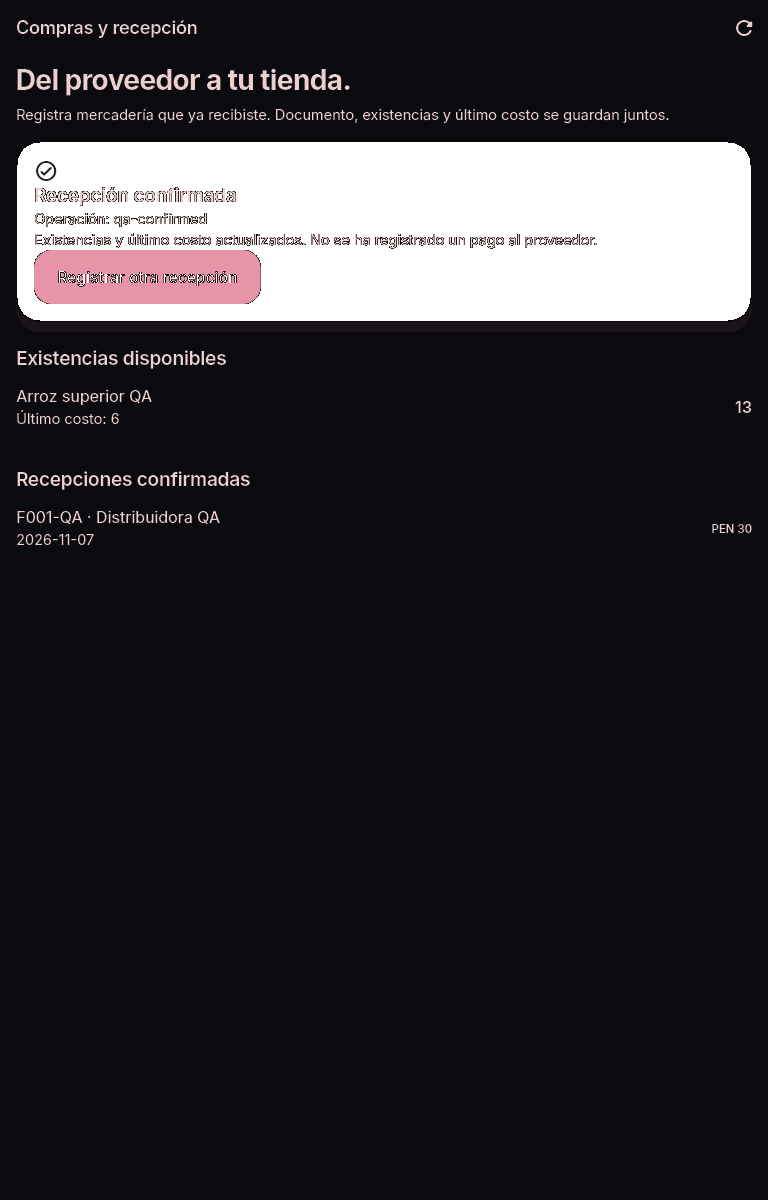 Compras y recepción
Del proveedor a tu tienda.
Registra mercadería que ya recibiste. Documento, existencias y último costo se guardan juntos.
Recepción confirmada
Operación: qa-confirmed
Existencias y último costo actualizados. No se ha registrado un pago al proveedor.
Registrar otra recepción
Existencias disponibles
Arroz superior QA
Último costo: 6
13
Recepciones confirmadas
F001-QA · Distribuidora QA
2026-11-07
PEN 30